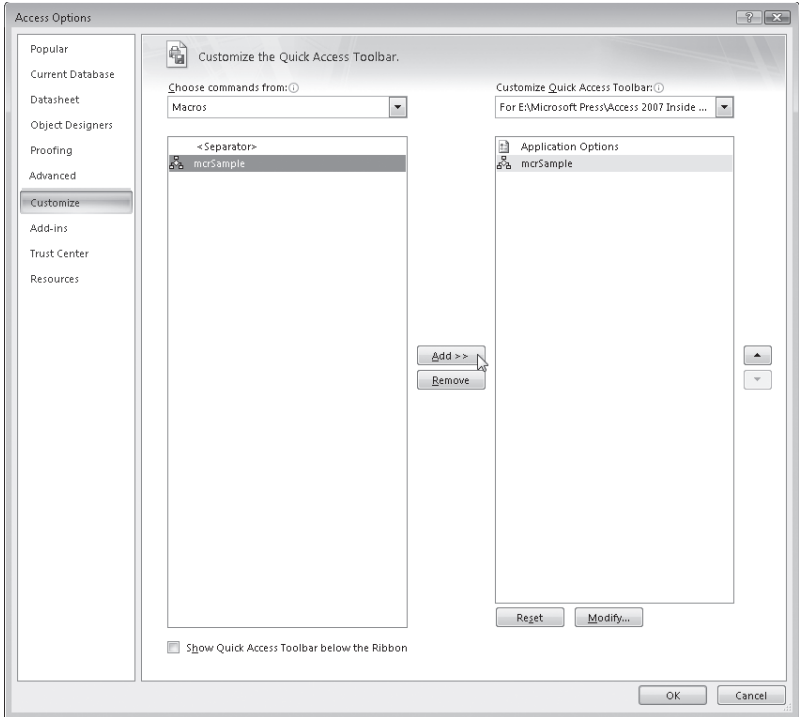 Access Options
Popular
Current Database
Datasheet
Object Designers
Proofing
Advanced
Customize
Add-ins
Trust Center
Resources
Customize the Quick Access Toolbar.
Choose commands from:
Macros
<Separator>
mcrSample
Add >>
Remove
Customize Quick Access Toolbar:
For E:\Microsoft Press\Access 2007 Inside ...
Application Options
mcrSample
Reset
Modify...
Show Quick Access Toolbar below the Ribbon
OK
Cancel